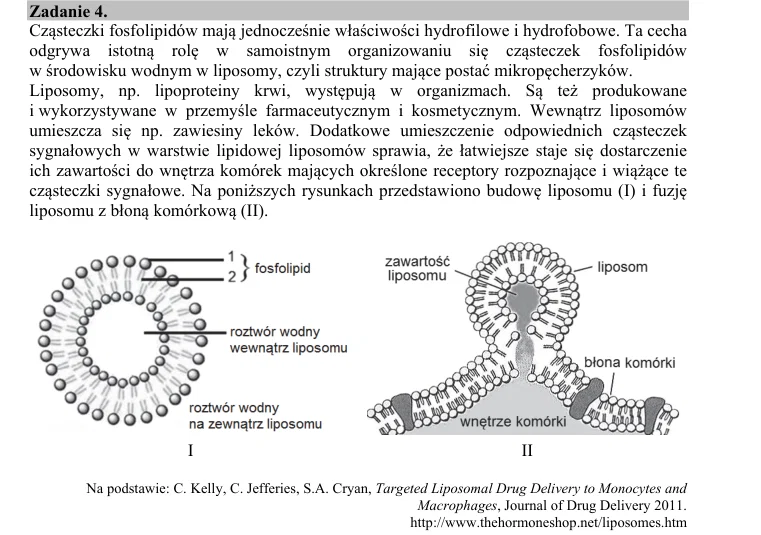 Zadanie 4.
Cząsteczki fosfolipidów mają jednocześnie właściwości hydrofilowe i hydrofobowe. Ta cecha
odgrywa istotną rolę w samoistnym organizowaniu się cząsteczek fosfolipidów
w środowisku wodnym w liposomy, czyli struktury mające postać mikropęcherzyków.
Liposomy, np. lipoproteiny krwi, występują w organizmach. Są też produkowane
i wykorzystywane w przemyśle farmaceutycznym i kosmetycznym. Wewnątrz liposomów
umieszcza się np. zawiesiny leków. Dodatkowe umieszczenie odpowiednich cząsteczek
sygnałowych w warstwie lipidowej liposomów sprawia, że łatwiejsze staje się dostarczenie
ich zawartości do wnętrza komórek mających określone receptory rozpoznające i wiążące te
cząsteczki sygnałowe. Na poniższych rysunkach przedstawiono budowę liposomu (I) i fuzję
liposomu z błoną komórkową (II).
1
2
fosfolipid
roztwór wodny
wewnątrz liposomu
roztwór wodny
na zewnątrz liposomu
I
zawartość
liposomu
liposom
błona komórki
wnętrze komórki
II
Na podstawie: C. Kelly, C. Jefferies, S.A. Cryan, Targeted Liposomal Drug Delivery to Monocytes and
Macrophages, Journal of Drug Delivery 2011.
http://www.thehormoneshop.net/liposomes.htm